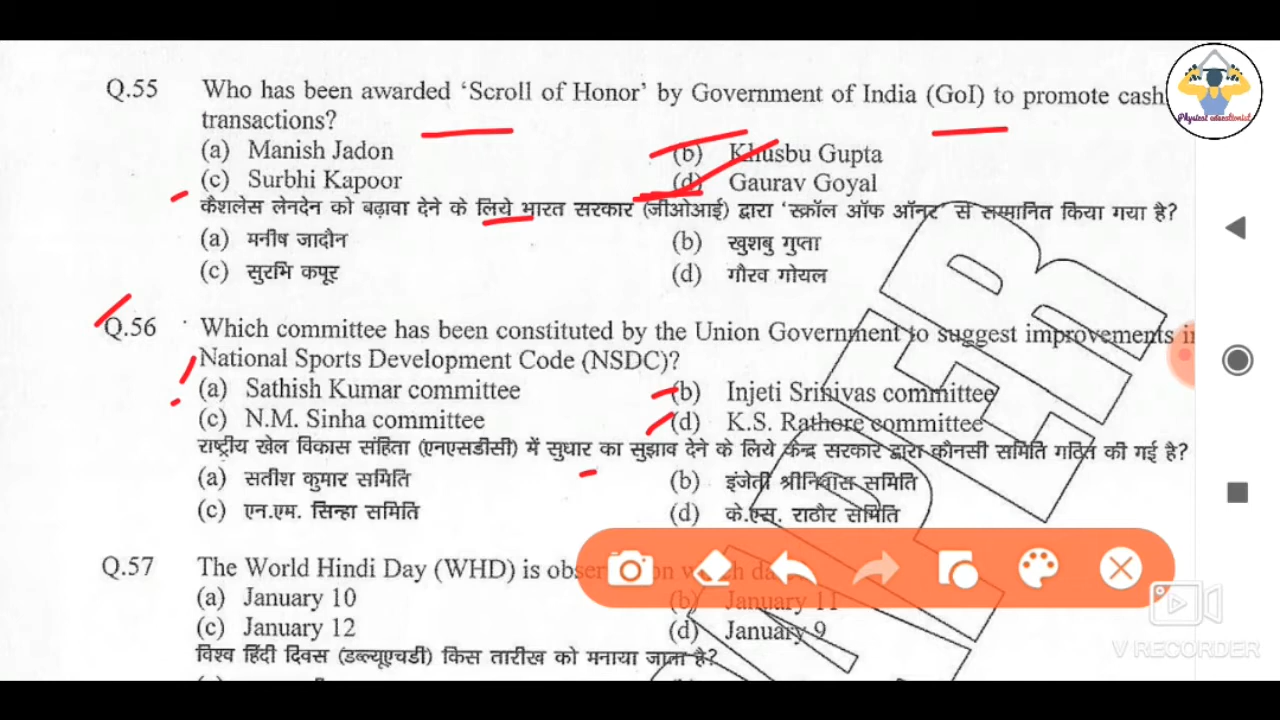 Q.55 Who has been awarded ‘Scroll of Honor’ by Government of India (GoI) to promote cash
transactions?
(a) Manish Jadon (b) Khusbu Gupta
(c) Surbhi Kapoor (d) Gaurav Goyal
कैशलेस लेनदेन को बढ़ावा देने के लिये भारत सरकार (जीओआई) द्वारा ‘स्क्रॉल ऑफ ऑनर’ से सम्मानित किया गया है?
(a) मनीष जादौन (b) खुशबु गुप्ता
(c) सुरभि कपूर (d) गौरव गोयल
Q.56 Which committee has been constituted by the Union Government to suggest improvements
National Sports Development Code (NSDC)?
(a) Sathish Kumar committee (b) Injeti Srinivas committee
(c) N.M. Sinha committee (d) K.S. Rathore committee
राष्ट्रीय खेल विकास संहिता (एनएसडीसी) में सुधार का सुझाव देने के लिये केन्द्र सरकार द्वारा कौनसी समिति गठित की गई है?
(a) सतीश कुमार समिति (b) इंजेती श्रीनिवास समिति
(c) एन.एम. सिन्हा समिति (d) के.एस. राठौर समिति
Q.57 The World Hindi Day (WHD) is
(a) January 10 (b) January 11
(c) January 12 (d) January 9
विश्व हिंदी दिवस (डब्ल्यूएचडी) किस तारीख को मनाया जाता है?
Physical educationist
V RECORDER